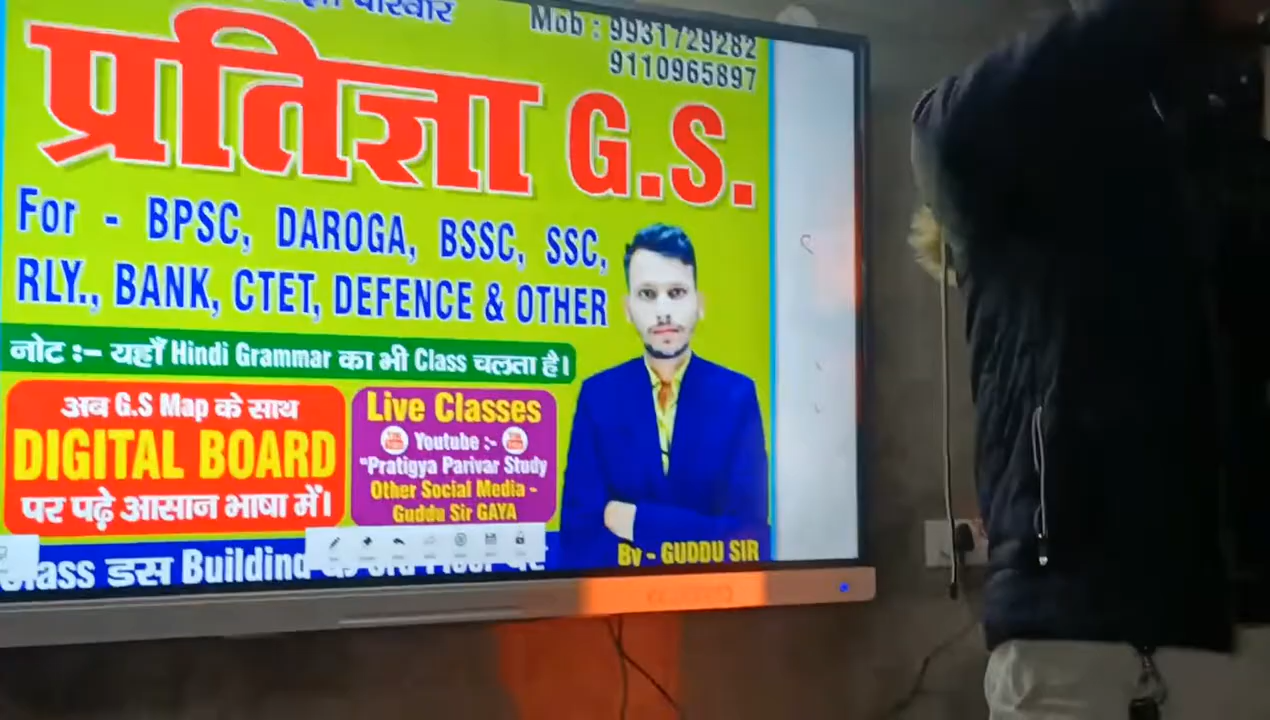 परिवार
Mob : 9931729282
9110965897
प्रतिज्ञा G.S.
For - BPSC, DAROGA, BSSC, SSC,
RLY., BANK, CTET, DEFENCE & OTHER
नोट :– यहाँ Hindi Grammar का भी Class चलता है।
अब G.S Map के साथ
DIGITAL BOARD
पर पढ़े आसान भाषा में।
Live Classes
Youtube :-
"Pratigya Parivar Study
Other Social Media -
Guddu Sir GAYA
By - GUDDU SIR
Class इस Building